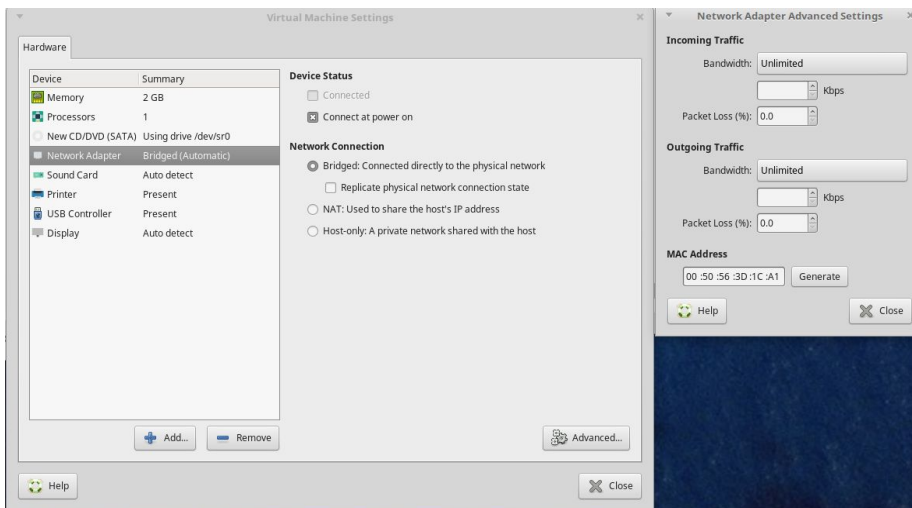 Virtual Machine Settings
Hardware
Device Summary
Memory 2 GB
Processors 1
New CD/DVD (SATA) Using drive /dev/sr0
Network Adapter Bridged (Automatic)
Sound Card Auto detect
Printer Present
USB Controller Present
Display Auto detect
Add...
Remove
Device Status
Connected
Connect at power on
Network Connection
Bridged: Connected directly to the physical network
Replicate physical network connection state
NAT: Used to share the host's IP address
Host-only: A private network shared with the host
Advanced...
Help
Close
Network Adapter Advanced Settings
Incoming Traffic
Bandwidth: Unlimited
Kbps
Packet Loss (%): 0.0
Outgoing Traffic
Bandwidth: Unlimited
Kbps
Packet Loss (%): 0.0
MAC Address
00 :50 :56 :3D :1C :A1 Generate
Help
Close